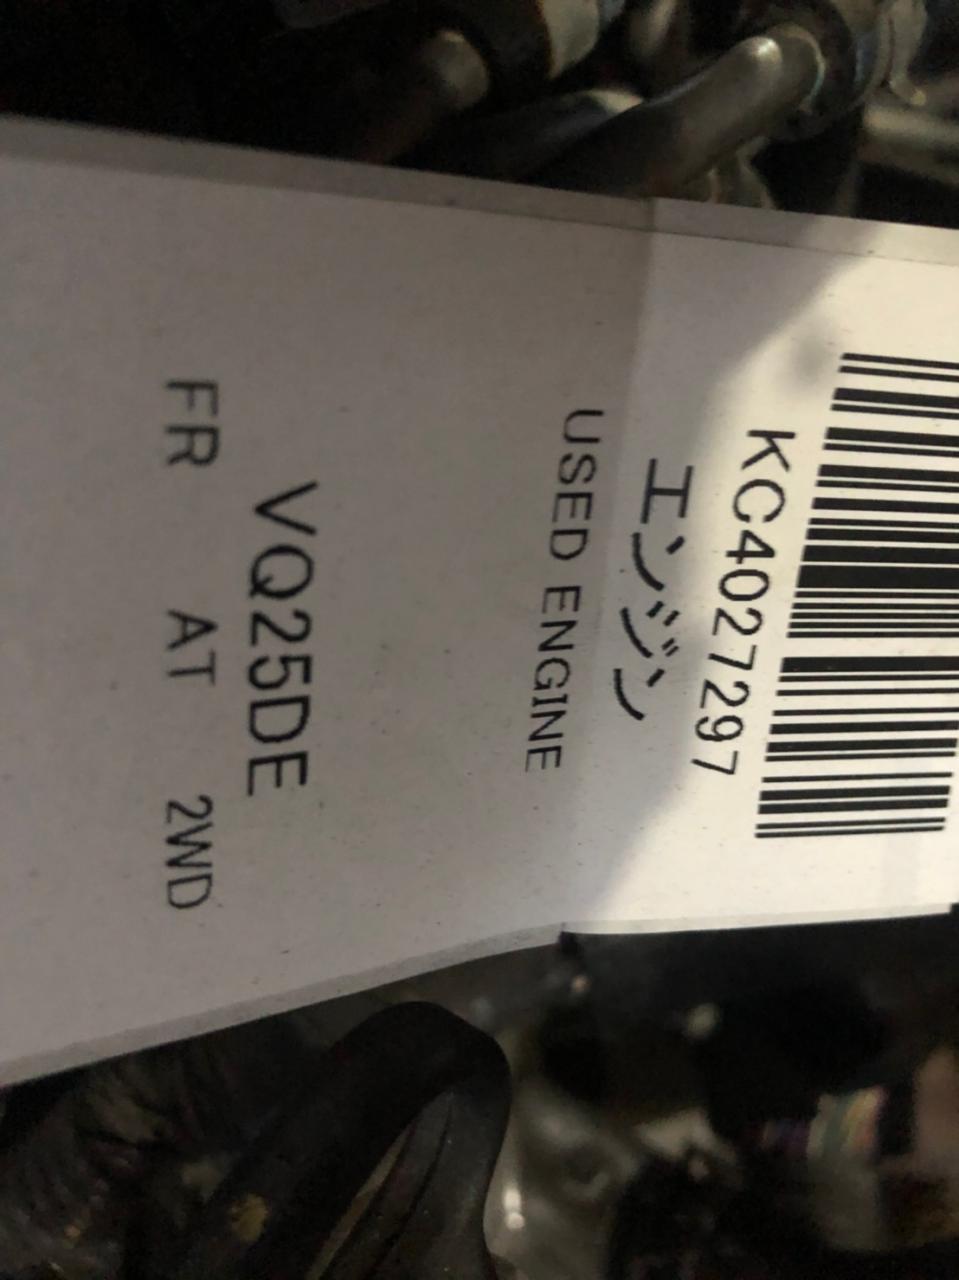 KC4027297
エンジン
USED ENGINE
VQ25DE
FR AT 2WD